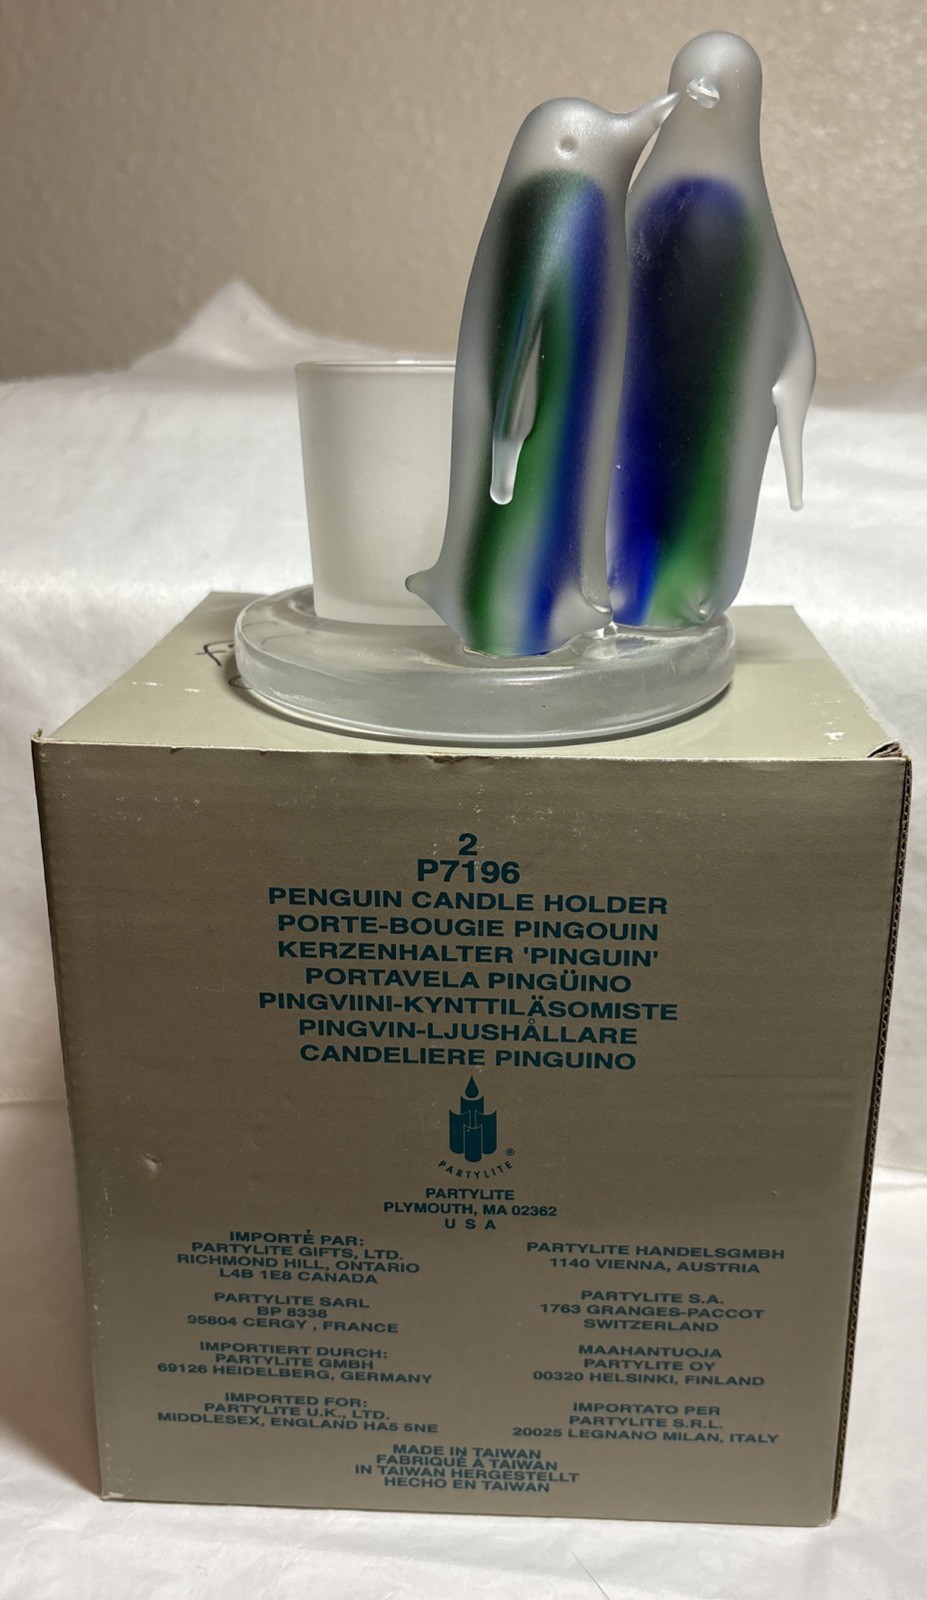 2
P7196
PENGUIN CANDLE HOLDER
PORTE-BOUGIE PINGOUIN
KERZENHALTER 'PINGUIN'
PORTAVELA PINGÜINO
PINGVIINI-KYNTTILÄSOMISTE
PINGVIN-LJUSHÅLLARE
CANDELIERE PINGUINO
PARTYLITE ®
PARTYLITE
PLYMOUTH, MA 02362
U S A
IMPORTÉ PAR:
PARTYLITE GIFTS, LTD.
RICHMOND HILL, ONTARIO
L4B 1E8 CANADA
PARTYLITE SARL
BP 8338
95804 CERGY , FRANCE
IMPORTIERT DURCH:
PARTYLITE GMBH
69126 HEIDELBERG, GERMANY
IMPORTED FOR:
PARTYLITE U.K., LTD.
MIDDLESEX, ENGLAND HA5 5NE
PARTYLITE HANDELSGMBH
1140 VIENNA, AUSTRIA
PARTYLITE S.A.
1763 GRANGES-PACCOT
SWITZERLAND
MAAHANTUOJA
PARTYLITE OY
00320 HELSINKI, FINLAND
IMPORTATO PER
PARTYLITE S.R.L.
20025 LEGNANO MILAN, ITALY
MADE IN TAIWAN
FABRIQUÉ À TAIWAN
IN TAIWAN HERGESTELLT
HECHO EN TAIWAN